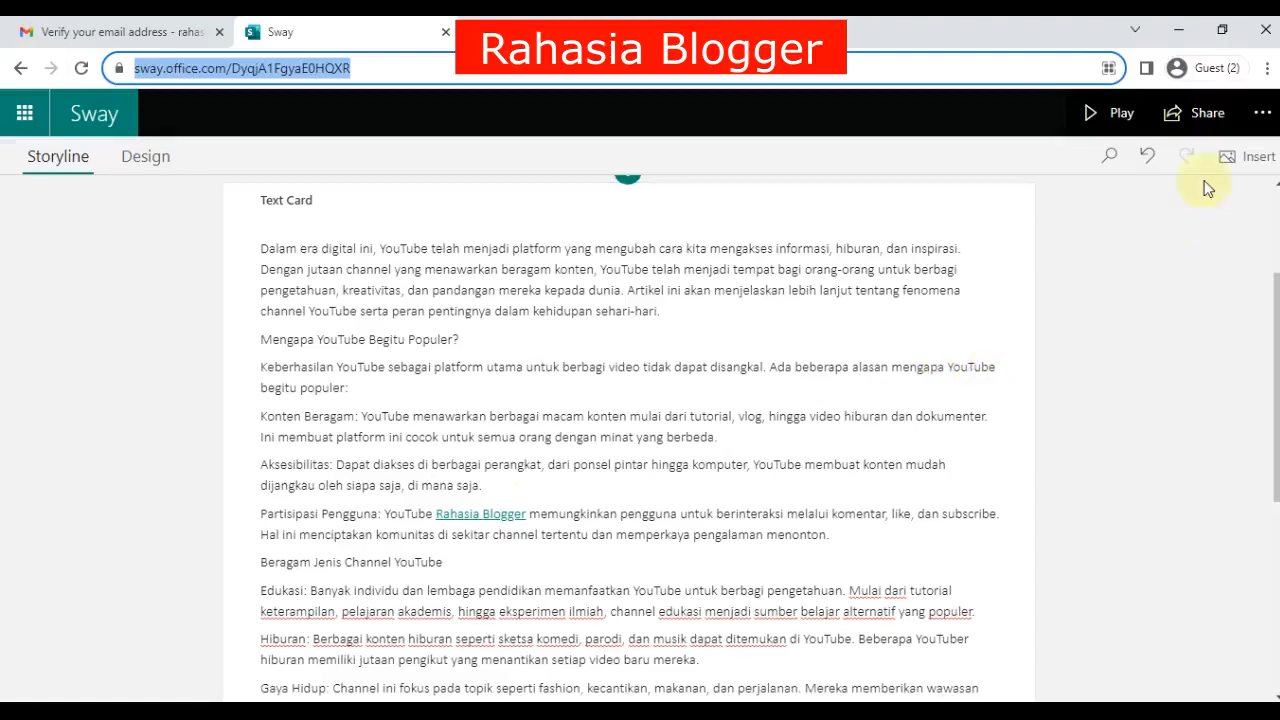 Rahasia Blogger
Verify your email address - rahas
Sway
sway.office.com/DyqjA1FgyaE0HQXR
Guest (2)
Sway
Play
Share
Storyline
Design
Insert
Text Card
Dalam era digital ini, YouTube telah menjadi platform yang mengubah cara kita mengakses informasi, hiburan, dan inspirasi.
Dengan jutaan channel yang menawarkan beragam konten, YouTube telah menjadi tempat bagi orang-orang untuk berbagi
pengetahuan, kreativitas, dan pandangan mereka kepada dunia. Artikel ini akan menjelaskan lebih lanjut tentang fenomena
channel YouTube serta peran pentingnya dalam kehidupan sehari-hari.
Mengapa YouTube Begitu Populer?
Keberhasilan YouTube sebagai platform utama untuk berbagi video tidak dapat disangkal. Ada beberapa alasan mengapa YouTube
begitu populer:
Konten Beragam: YouTube menawarkan berbagai macam konten mulai dari tutorial, vlog, hingga video hiburan dan dokumenter.
Ini membuat platform ini cocok untuk semua orang dengan minat yang berbeda.
Aksesibilitas: Dapat diakses di berbagai perangkat, dari ponsel pintar hingga komputer, YouTube membuat konten mudah
dijangkau oleh siapa saja, di mana saja.
Partisipasi Pengguna: YouTube Rahasia Blogger memungkinkan pengguna untuk berinteraksi melalui komentar, like, dan subscribe.
Hal ini menciptakan komunitas di sekitar channel tertentu dan memperkaya pengalaman menonton.
Beragam Jenis Channel YouTube
Edukasi: Banyak individu dan lembaga pendidikan memanfaatkan YouTube untuk berbagi pengetahuan. Mulai dari tutorial
keterampilan, pelajaran akademis, hingga eksperimen ilmiah, channel edukasi menjadi sumber belajar alternatif yang populer.
Hiburan: Berbagai konten hiburan seperti sketsa komedi, parodi, dan musik dapat ditemukan di YouTube. Beberapa YouTuber
hiburan memiliki jutaan pengikut yang menantikan setiap video baru mereka.
Gaya Hidup: Channel ini fokus pada topik seperti fashion, kecantikan, makanan, dan perjalanan. Mereka memberikan wawasan